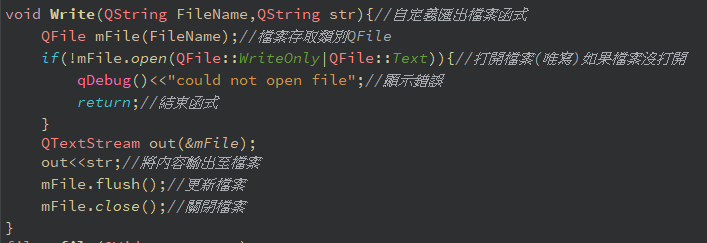 void Write(QString FileName,QString str){//自定義匯出檔案函式
QFile mFile(FileName);//檔案存取類別QFile
if(!mFile.open(QFile::WriteOnly|QFile::Text)){//打開檔案(唯寫)如果檔案沒打開
qDebug()<<"could not open file";//顯示錯誤
return;//結束函式
}
QTextStream out(&mFile);
out<<str;//將內容輸出至檔案
mFile.flush();//更新檔案
mFile.close();//關閉檔案
}